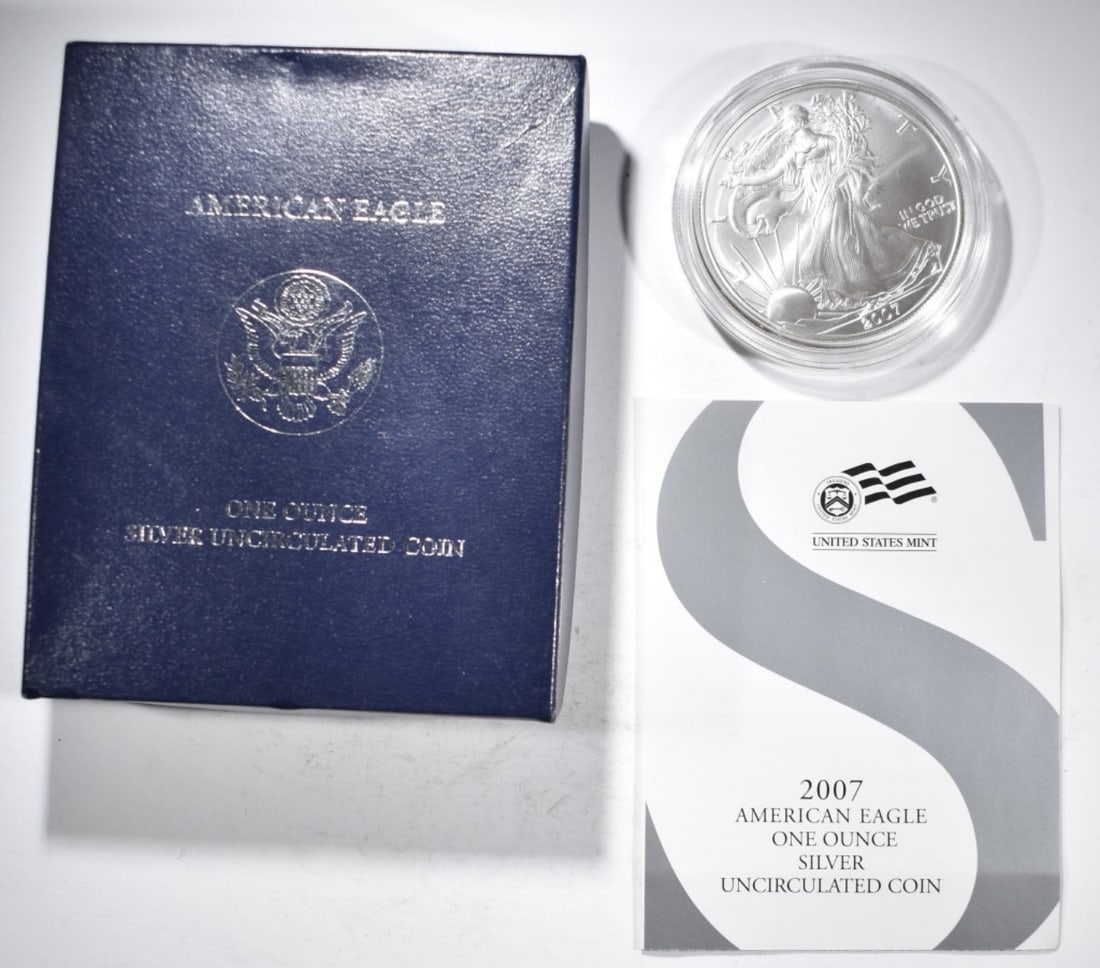 AMERICAN EAGLE
ONE OUNCE
SILVER UNCIRCULATED COIN
LIBERTY
IN GOD
WE TRUST
2007
UNITED STATES MINT
2007
AMERICAN EAGLE
ONE OUNCE
SILVER
UNCIRCULATED COIN